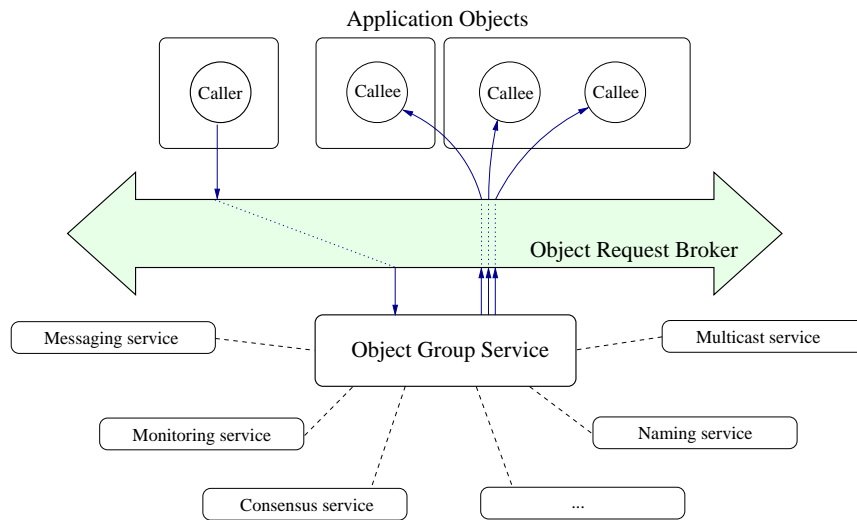 Application Objects
Caller
Callee
Callee
Callee
Object Request Broker
Messaging service
Object Group Service
Multicast service
Monitoring service
Naming service
Consensus service
...